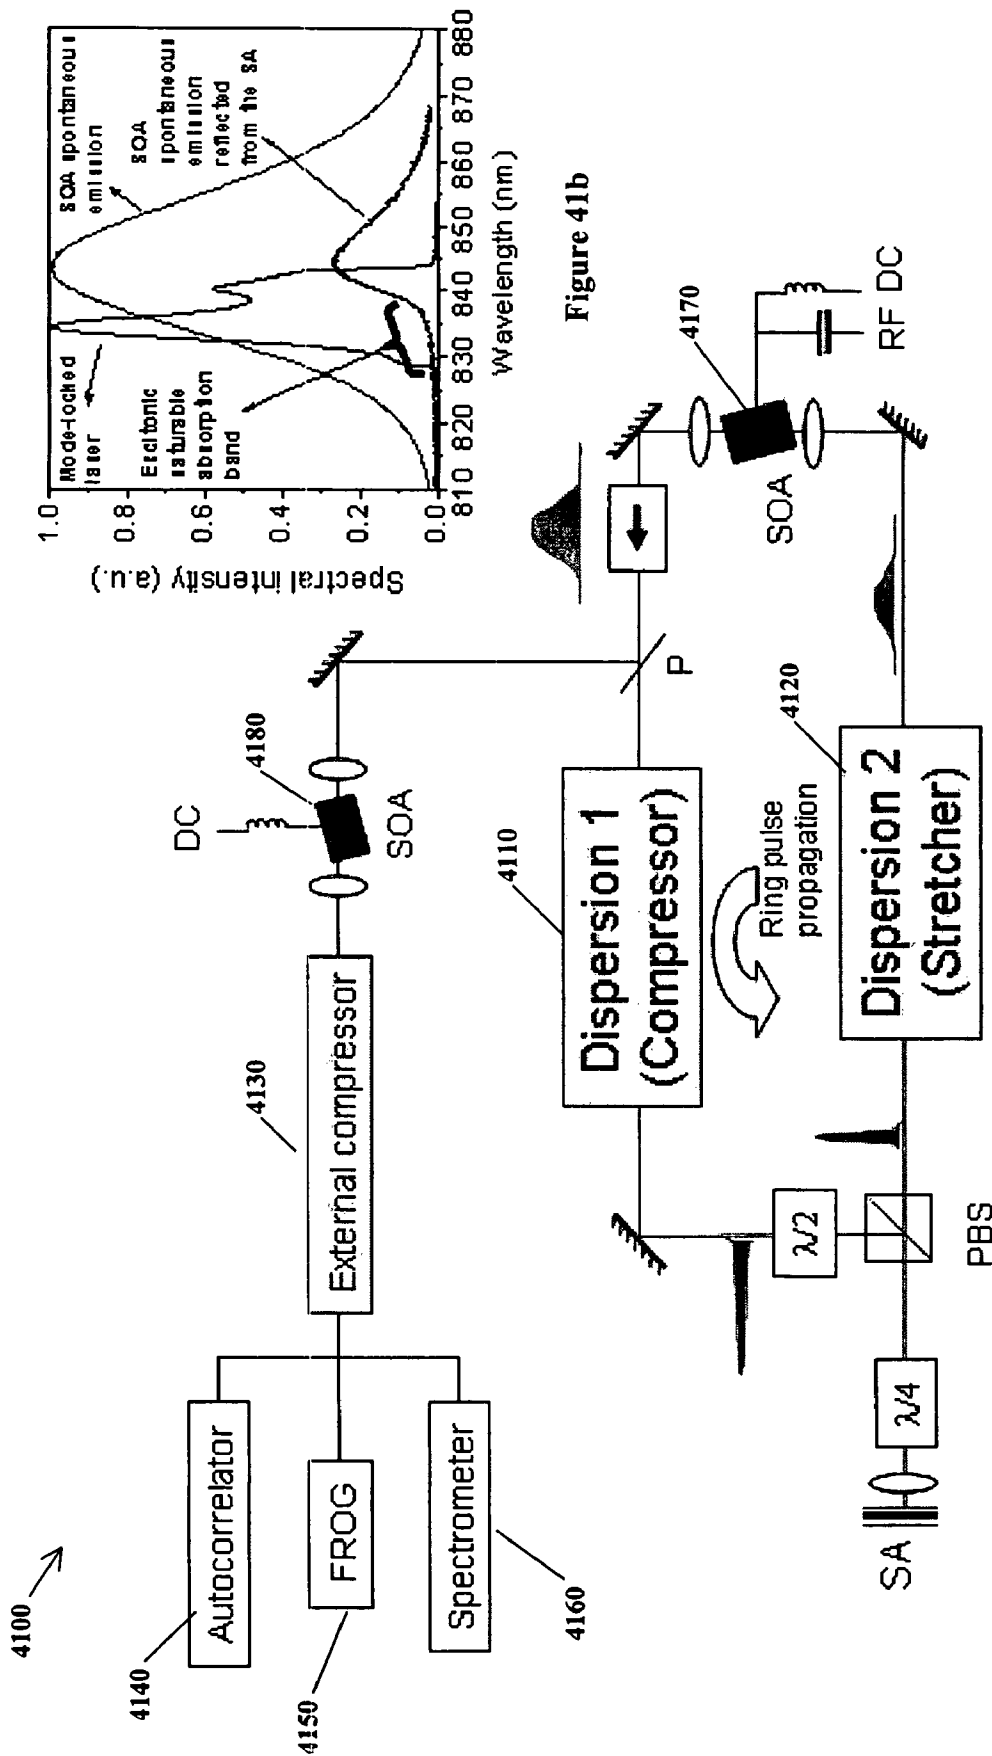 4100
4140
Autocorrelator
4150
FROG
Spectrometer
4160
4130
External compressor
DC
4180
SOA
Spectral intensity (a.u.)
1.0
0.8
0.6
0.4
0.2
0.0
810
820
830
840
850
860
870
880
Wavelength (nm)
Mode-locked
laser
Excitonic
saturable
absorption
band
SOA spontaneous
emission
SOA
spontaneous
emission
reflected
from the SA
Figure 41b
P
4110
Dispersion 1
(Compressor)
Ring pulse
propagation
4120
Dispersion 2
(Stretcher)
4170
SOA
RF
DC
λ/2
PBS
λ/4
SA